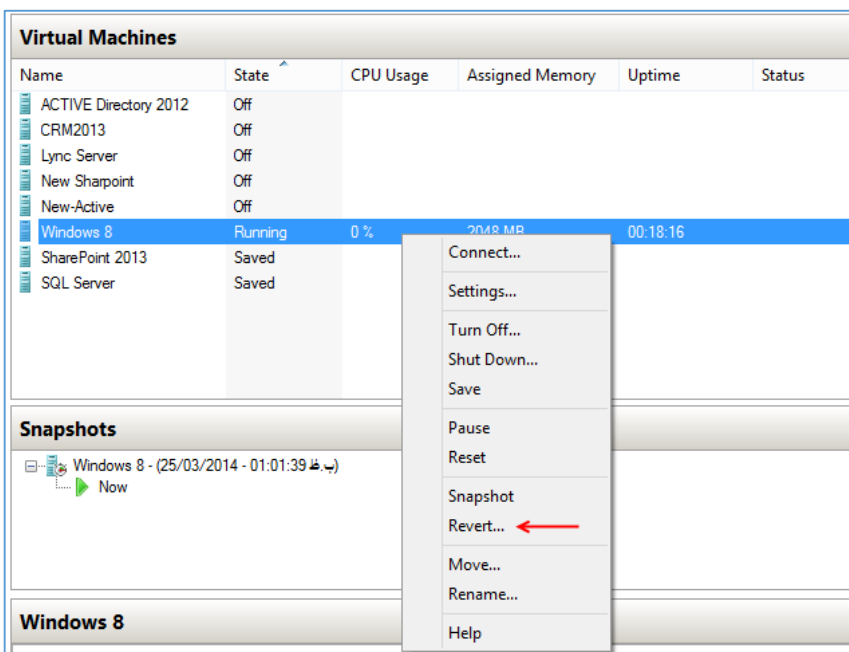 Virtual Machines
Name State CPU Usage Assigned Memory Uptime Status
ACTIVE Directory 2012 Off
CRM2013 Off
Lync Server Off
New Sharpoint Off
New-Active Off
Windows 8 Running 0 % 2048 MB 00:18:16
SharePoint 2013 Saved
SQL Server Saved
Connect...
Settings...
Turn Off...
Shut Down...
Save
Pause
Reset
Snapshot
Revert...
Move...
Rename...
Help
Snapshots
Windows 8 - (25/03/2014 - 01:01:39 ب.ظ)
Now
Windows 8